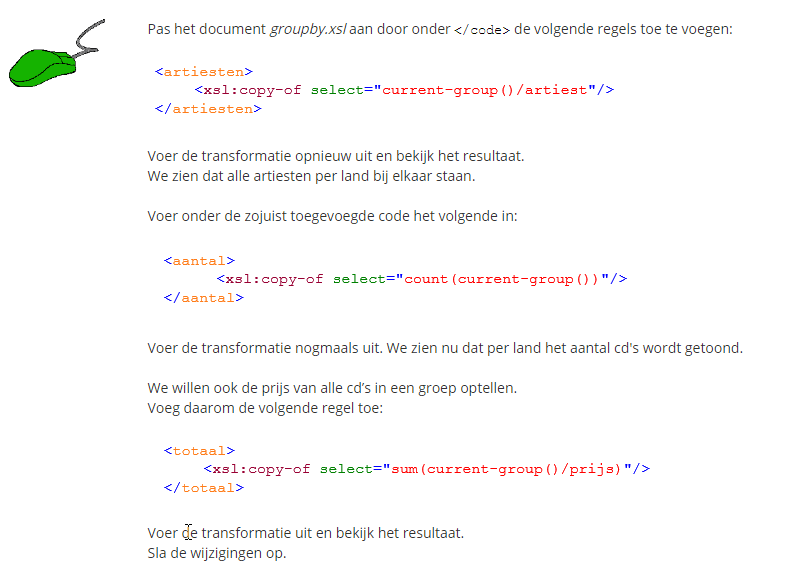 Pas het document groupby.xsl aan door onder </code> de volgende regels toe te voegen:
<artiesten>
<xsl:copy-of select="current-group()/artiest"/>
</artiesten>
Voer de transformatie opnieuw uit en bekijk het resultaat.
We zien dat alle artiesten per land bij elkaar staan.
Voer onder de zojuist toegevoegde code het volgende in:
<aantal>
<xsl:copy-of select="count(current-group())"/>
</aantal>
Voer de transformatie nogmaals uit. We zien nu dat per land het aantal cd's wordt getoond.
We willen ook de prijs van alle cd’s in een groep optellen.
Voeg daarom de volgende regel toe:
<totaal>
<xsl:copy-of select="sum(current-group()/prijs)"/>
</totaal>
Voer de transformatie uit en bekijk het resultaat.
Sla de wijzigingen op.